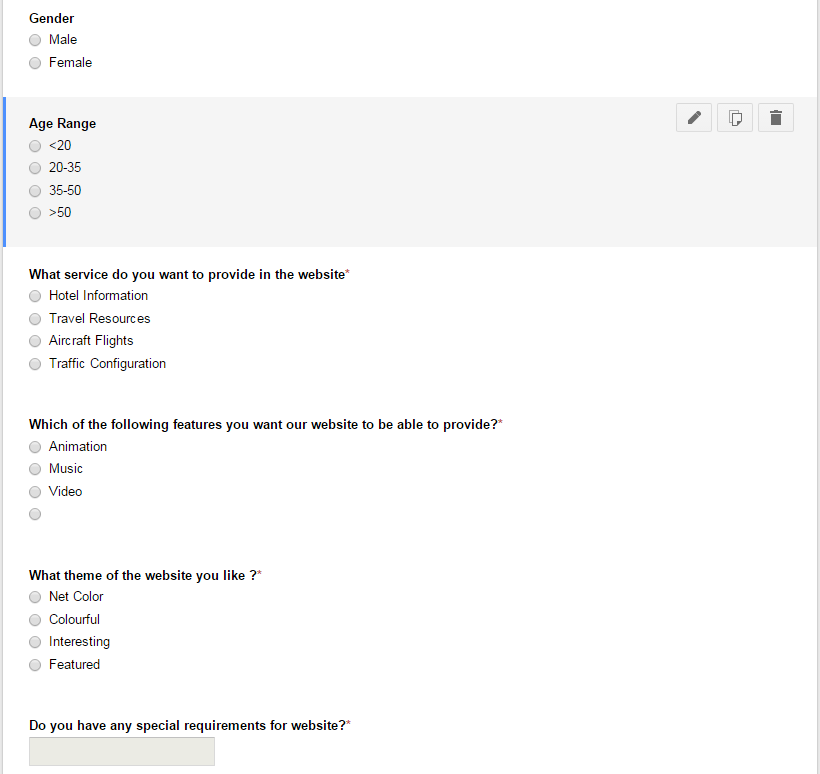 Gender
Male
Female
Age Range
<20
20-35
35-50
>50
What service do you want to provide in the website*
Hotel Information
Travel Resources
Aircraft Flights
Traffic Configuration
Which of the following features you want our website to be able to provide?*
Animation
Music
Video
What theme of the website you like ?*
Net Color
Colourful
Interesting
Featured
Do you have any special requirements for website?*